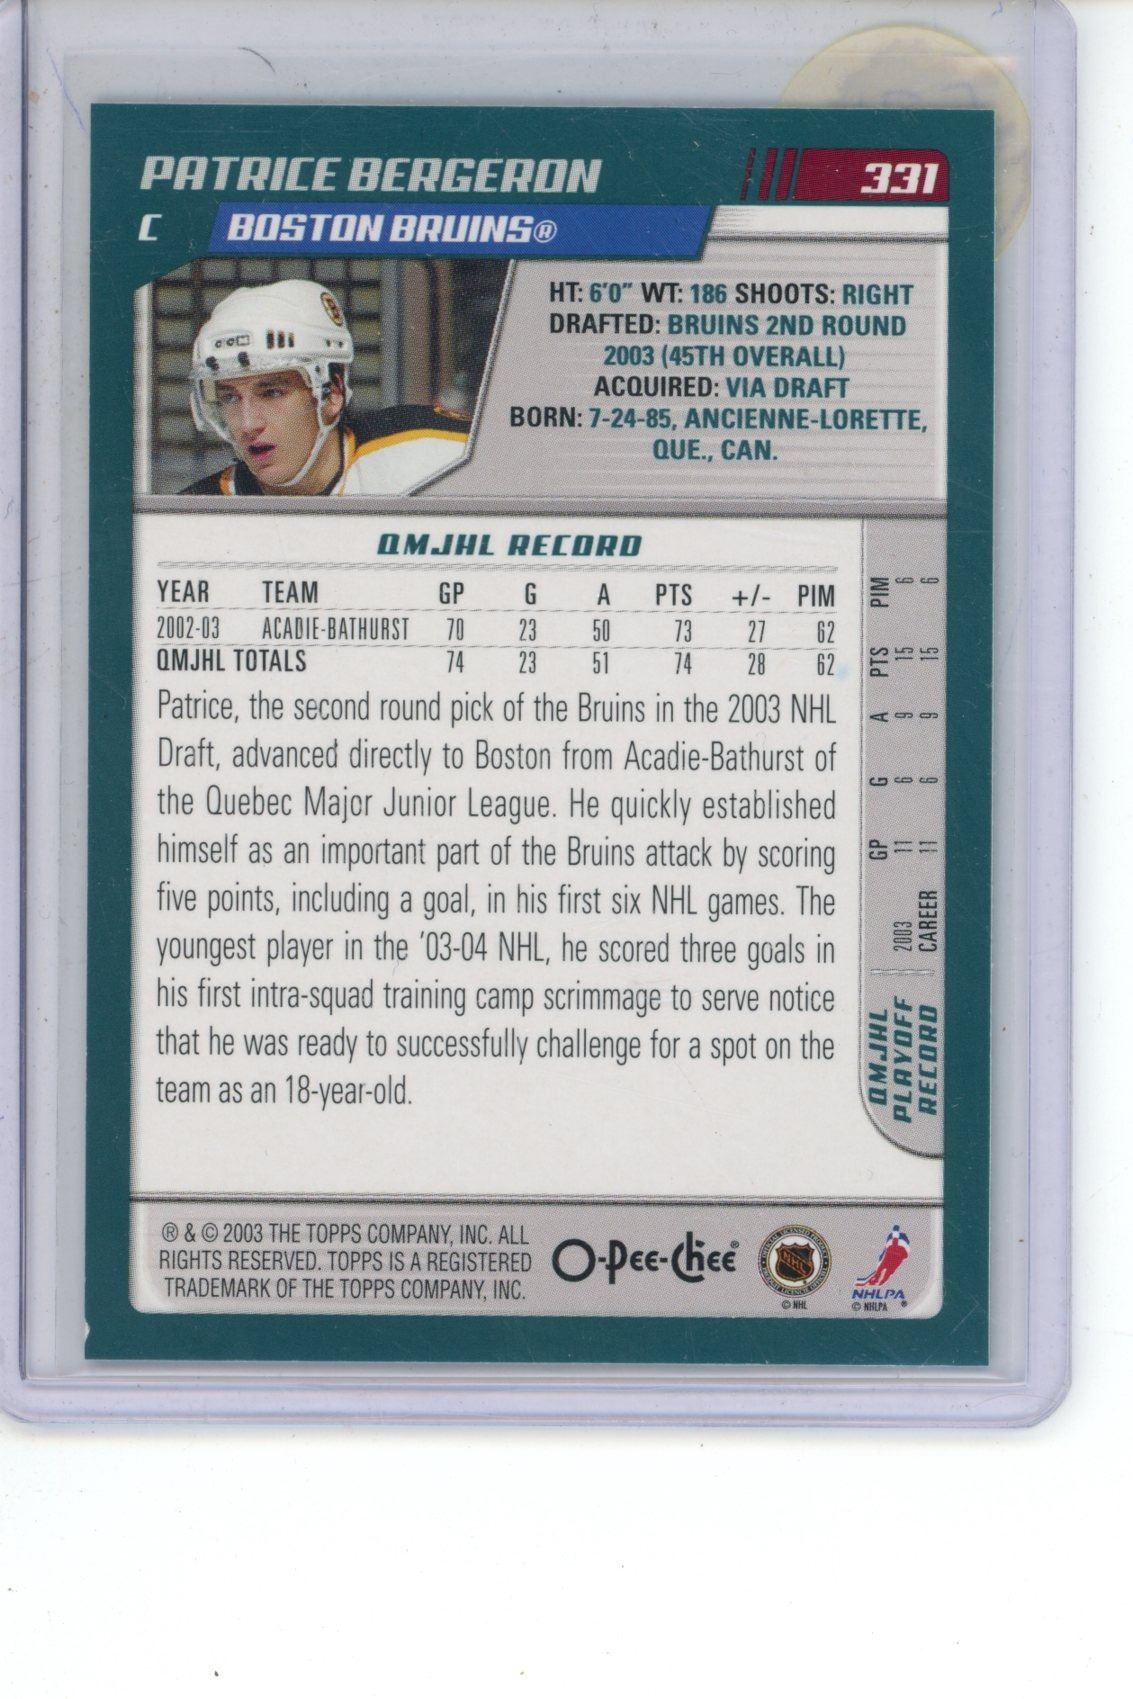 PATRICE BERGERON
331
C BOSTON BRUINS®
HT: 6'0" WT: 186 SHOOTS: RIGHT
DRAFTED: BRUINS 2ND ROUND
2003 (45TH OVERALL)
ACQUIRED: VIA DRAFT
BORN: 7-24-85, ANCIENNE-LORETTE,
QUE., CAN.
CCM
QMJHL RECORD
YEAR TEAM GP G A PTS +/- PIM
2002-03 ACADIE-BATHURST 70 23 50 73 27 62
QMJHL TOTALS 74 23 51 74 28 62
Patrice, the second round pick of the Bruins in the 2003 NHL
Draft, advanced directly to Boston from Acadie-Bathurst of
the Quebec Major Junior League. He quickly established
himself as an important part of the Bruins attack by scoring
five points, including a goal, in his first six NHL games. The
youngest player in the '03-04 NHL, he scored three goals in
his first intra-squad training camp scrimmage to serve notice
that he was ready to successfully challenge for a spot on the
team as an 18-year-old.
QMJHL
PLAYOFF
RECORD
GP G A PTS PIM
2003 11 6 9 15 6
CAREER 11 6 9 15 6
® & © 2003 THE TOPPS COMPANY, INC. ALL
RIGHTS RESERVED. TOPPS IS A REGISTERED
TRADEMARK OF THE TOPPS COMPANY, INC.
O-Pee-Chee®
NHL
© NHL
NHLPA
© NHLPA ®